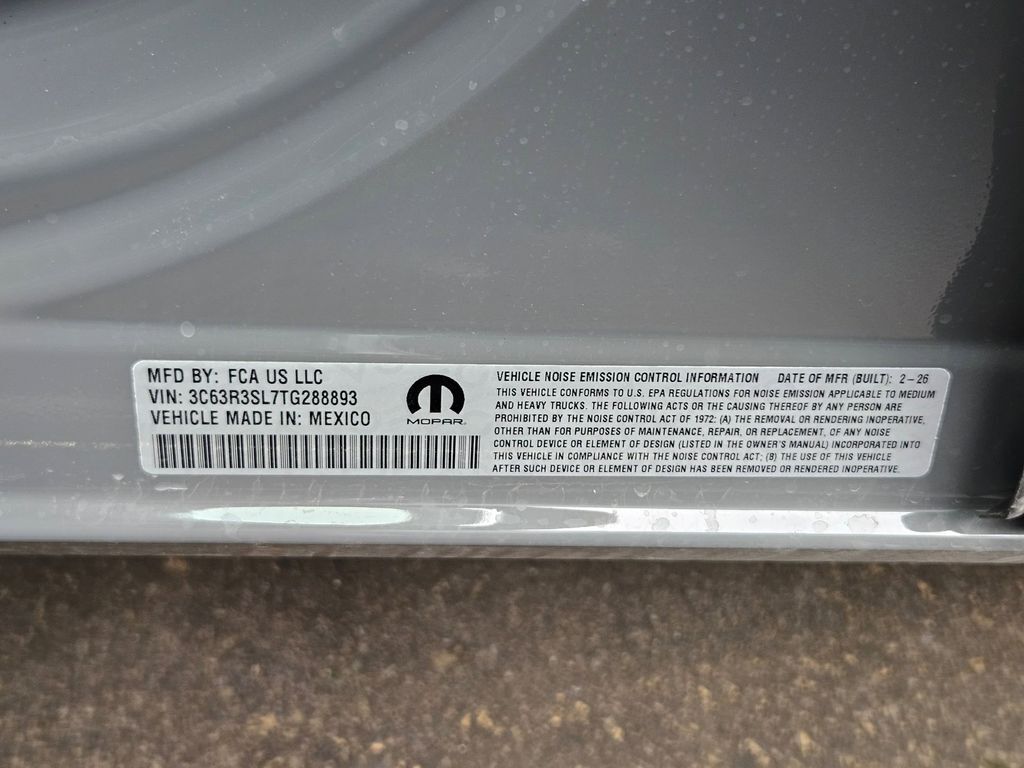 MFD BY: FCA US LLC
VIN: 3C63R3SL7TG288893
VEHICLE MADE IN: MEXICO
MOPAR
VEHICLE NOISE EMISSION CONTROL INFORMATION DATE OF MFR (BUILT): 2-26
THIS VEHICLE CONFORMS TO U.S. EPA REGULATIONS FOR NOISE EMISSION APPLICABLE TO MEDIUM
AND HEAVY TRUCKS. THE FOLLOWING ACTS OR THE CAUSING THEREOF BY ANY PERSON ARE
PROHIBITED BY THE NOISE CONTROL ACT OF 1972: (A) THE REMOVAL OR RENDERING INOPERATIVE,
OTHER THAN FOR PURPOSES OF MAINTENANCE, REPAIR, OR REPLACEMENT, OF ANY NOISE
CONTROL DEVICE OR ELEMENT OF DESIGN (LISTED IN THE OWNER'S MANUAL) INCORPORATED INTO
THIS VEHICLE IN COMPLIANCE WITH THE NOISE CONTROL ACT; (B) THE USE OF THIS VEHICLE
AFTER SUCH DEVICE OR ELEMENT OF DESIGN HAS BEEN REMOVED OR RENDERED INOPERATIVE.